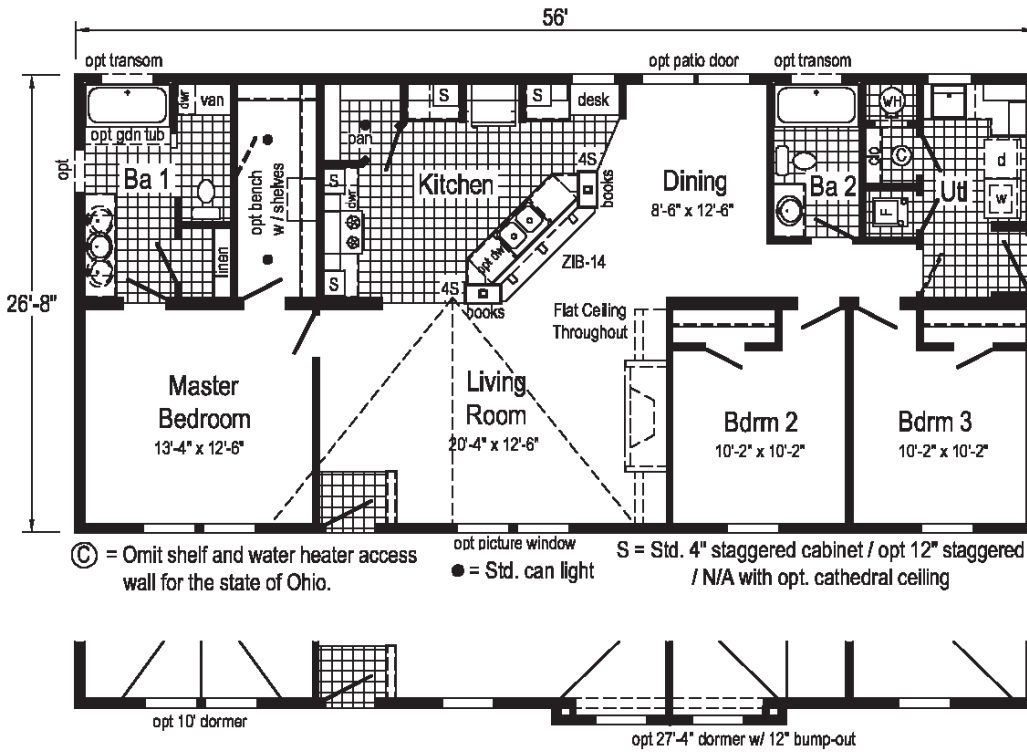 56'
opt transom
opt patio door
opt transom
dwr
van
S
S
desk
WH
opt gdn tub
pan
opt
Ba 1
opt bench
w/ shelves
S
dwr
Kitchen
4S
books
Dining
8'-6" x 12'-6"
Ba 2
clo
C
Utl
d
w
F
linen
opt dwr
ZIB-14
S
4S
books
26'-8"
Flat Ceiling
Throughout
Master
Bedroom
13'-4" x 12'-6"
Living
Room
20'-4" x 12'-6"
Bdrm 2
10'-2" x 10'-2"
Bdrm 3
10'-2" x 10'-2"
opt picture window
Ⓒ = Omit shelf and water heater access
wall for the state of Ohio.
● = Std. can light
S = Std. 4" staggered cabinet / opt 12" staggered
/ N/A with opt. cathedral ceiling
opt 10' dormer
opt 27'-4" dormer w/ 12" bump-out